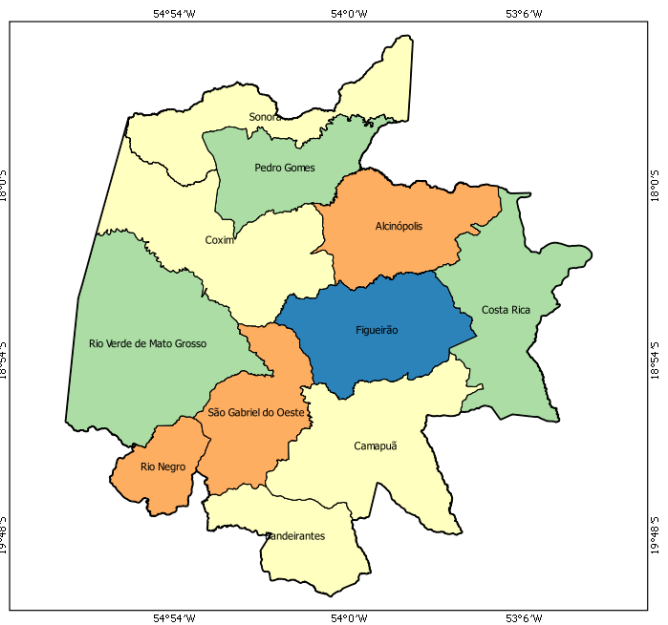 54°54'W 54°0'W 53°6'W
Sonora
Pedro Gomes
18°0'S 18°0'S
Alcinópolis
Coxim
Costa Rica
Figueirão
Rio Verde de Mato Grosso
18°54'S 18°54'S
São Gabriel do Oeste
Camapuã
Rio Negro
Bandeirantes
19°48'S 19°48'S
54°54'W 54°0'W 53°6'W